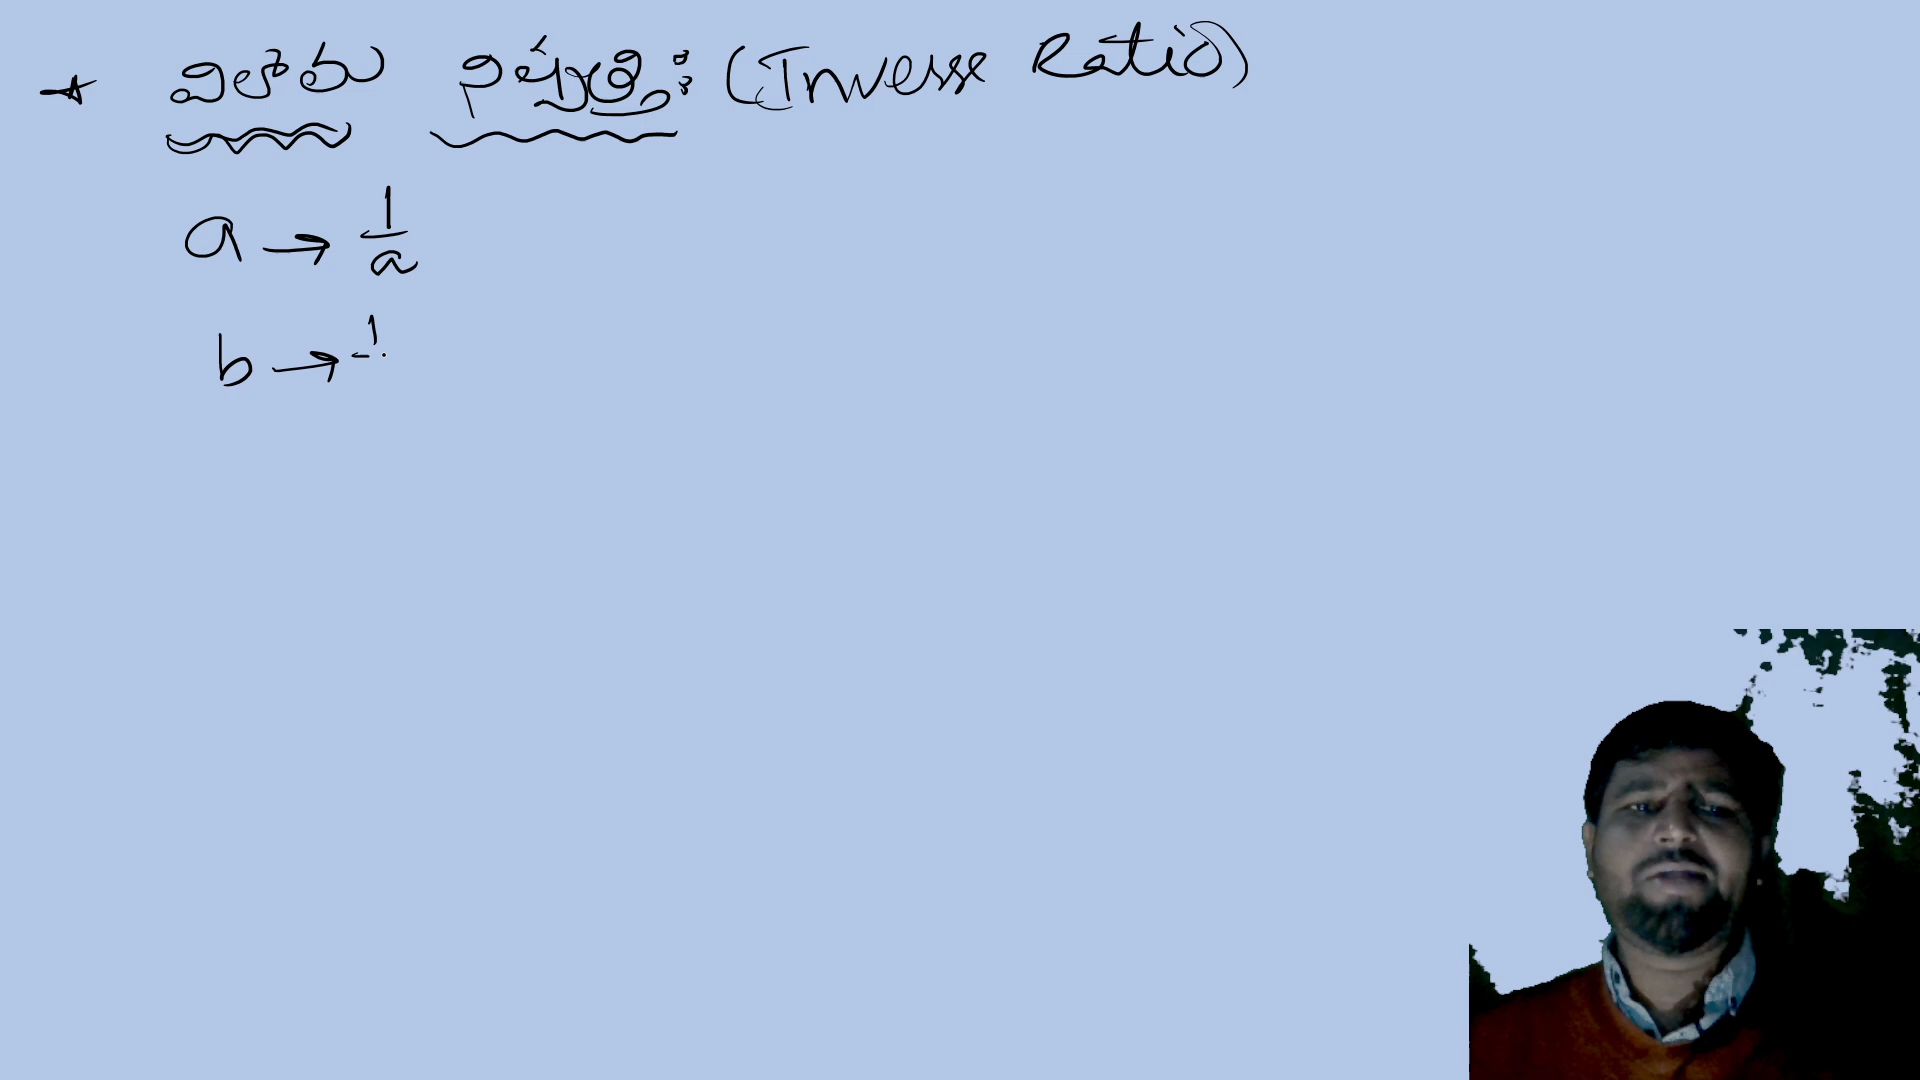 * విలోమ నిష్పత్తి: (Inverse Ratio)
a → 1/a
b → 1